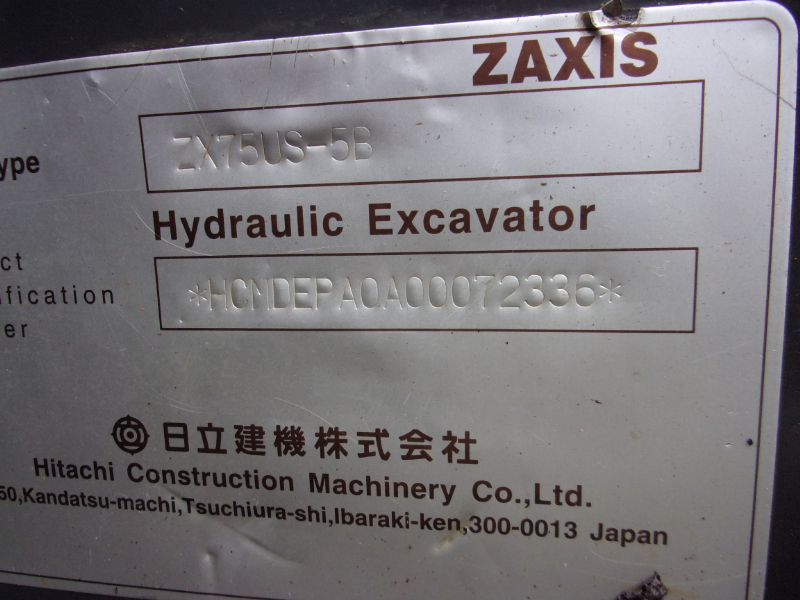 ZAXIS
ype
ZX75US-5B
Hydraulic Excavator
ct
ification
er
*HCMDEPA0A00072336*
日立建機株式会社
Hitachi Construction Machinery Co.,Ltd.
50,Kandatsu-machi,Tsuchiura-shi,Ibaraki-ken,300-0013 Japan